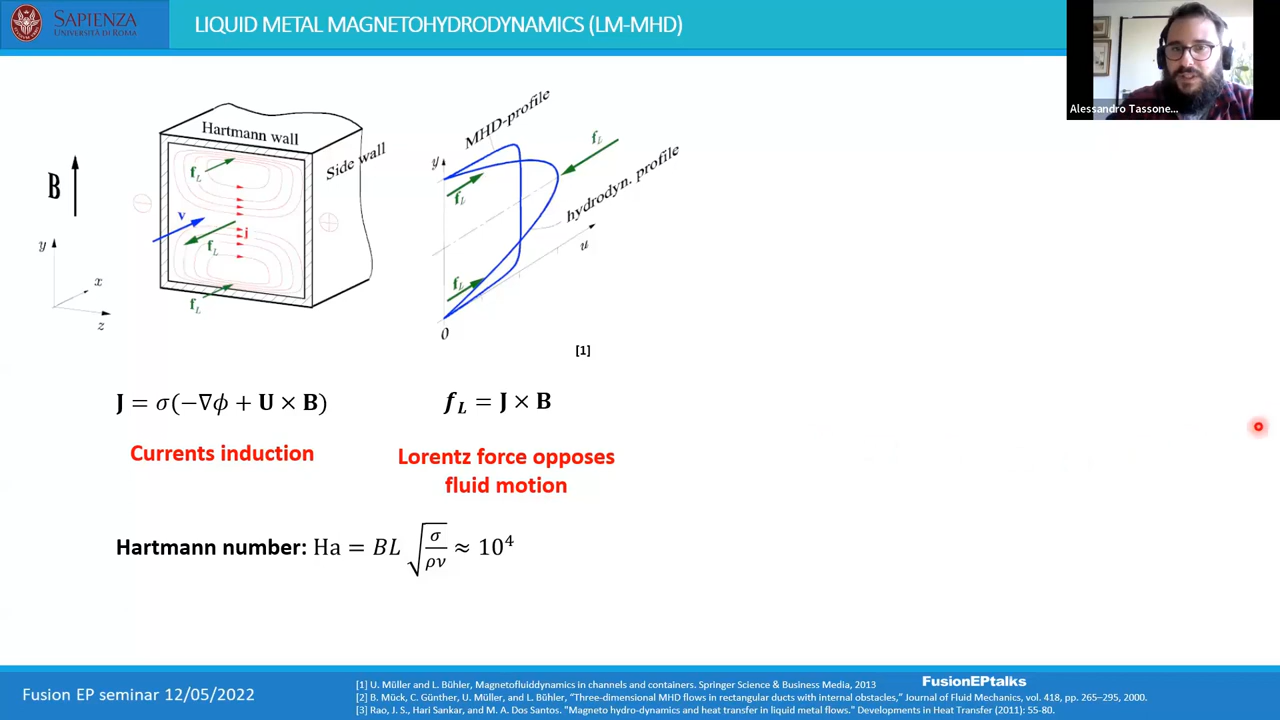 SAPIENZA
UNIVERSITÀ DI ROMA
LIQUID METAL MAGNETOHYDRODYNAMICS (LM-MHD)
Alessandro Tassone...
B
y
x
z
Hartmann wall
Side wall
f_L
v
j
f_L
f_L
MHD-profile
f_L
hydrodyn. profile
y
f_L
u
f_L
0
[1]
J = σ(−∇ϕ + U × B)
f_L = J × B
Currents induction
Lorentz force opposes
fluid motion
Hartmann number: Ha = BL √(σ/ρν) ≈ 10⁴
Fusion EP seminar 12/05/2022
FusionEPtalks
[1] U. Müller and L. Bühler, Magnetofluiddynamics in channels and containers. Springer Science & Business Media, 2013
[2] B. Mück, C. Günther, U. Müller, and L. Bühler, “Three-dimensional MHD flows in rectangular ducts with internal obstacles,” Journal of Fluid Mechanics, vol. 418, pp. 265–295, 2000.
[3] Rao, J. S., Hari Sankar, and M. A. Dos Santos. "Magneto hydro-dynamics and heat transfer in liquid metal flows." Developments in Heat Transfer (2011): 55-80.